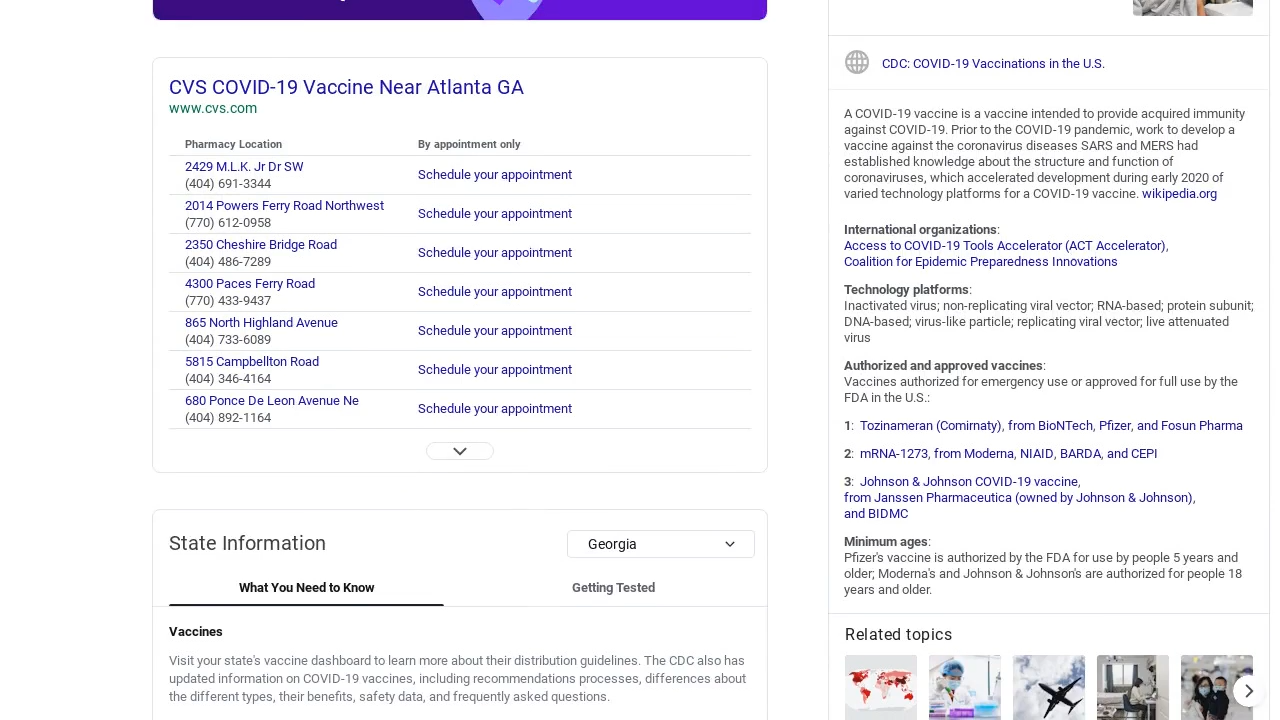 CVS COVID-19 Vaccine Near Atlanta GA
www.cvs.com
Pharmacy Location By appointment only
2429 M.L.K. Jr Dr SW
(404) 691-3344
Schedule your appointment
2014 Powers Ferry Road Northwest
(770) 612-0958
Schedule your appointment
2350 Cheshire Bridge Road
(404) 486-7289
Schedule your appointment
4300 Paces Ferry Road
(770) 433-9437
Schedule your appointment
865 North Highland Avenue
(404) 733-6089
Schedule your appointment
5815 Campbellton Road
(404) 346-4164
Schedule your appointment
680 Ponce De Leon Avenue Ne
(404) 892-1164
Schedule your appointment
State Information
Georgia
What You Need to Know
Getting Tested
Vaccines
Visit your state's vaccine dashboard to learn more about their distribution guidelines. The CDC also has
updated information on COVID-19 vaccines, including recommendations processes, differences about
the different types, their benefits, safety data, and frequently asked questions.
CDC: COVID-19 Vaccinations in the U.S.
A COVID-19 vaccine is a vaccine intended to provide acquired immunity
against COVID-19. Prior to the COVID-19 pandemic, work to develop a
vaccine against the coronavirus diseases SARS and MERS had
established knowledge about the structure and function of
coronaviruses, which accelerated development during early 2020 of
varied technology platforms for a COVID-19 vaccine. wikipedia.org
International organizations:
Access to COVID-19 Tools Accelerator (ACT Accelerator),
Coalition for Epidemic Preparedness Innovations
Technology platforms:
Inactivated virus; non-replicating viral vector; RNA-based; protein subunit;
DNA-based; virus-like particle; replicating viral vector; live attenuated
virus
Authorized and approved vaccines:
Vaccines authorized for emergency use or approved for full use by the
FDA in the U.S.:
1: Tozinameran (Comirnaty), from BioNTech, Pfizer, and Fosun Pharma
2: mRNA-1273, from Moderna, NIAID, BARDA, and CEPI
3: Johnson & Johnson COVID-19 vaccine,
from Janssen Pharmaceutica (owned by Johnson & Johnson),
and BIDMC
Minimum ages:
Pfizer's vaccine is authorized by the FDA for use by people 5 years and
older; Moderna's and Johnson & Johnson's are authorized for people 18
years and older.
Related topics